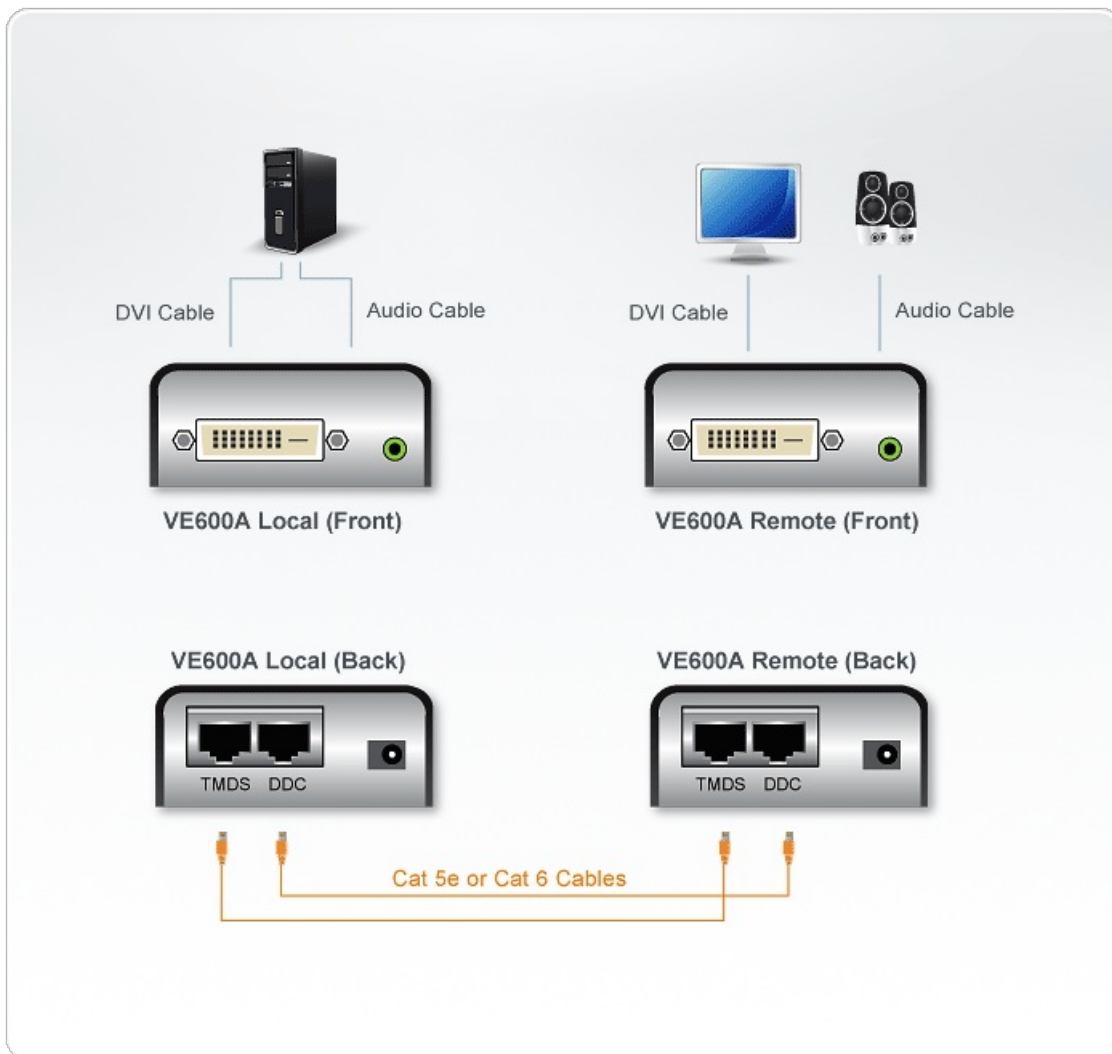 DVI Cable
Audio Cable
DVI Cable
Audio Cable
VE600A Local (Front)
VE600A Remote (Front)
VE600A Local (Back)
VE600A Remote (Back)
TMDS DDC
TMDS DDC
Cat 5e or Cat 6 Cables